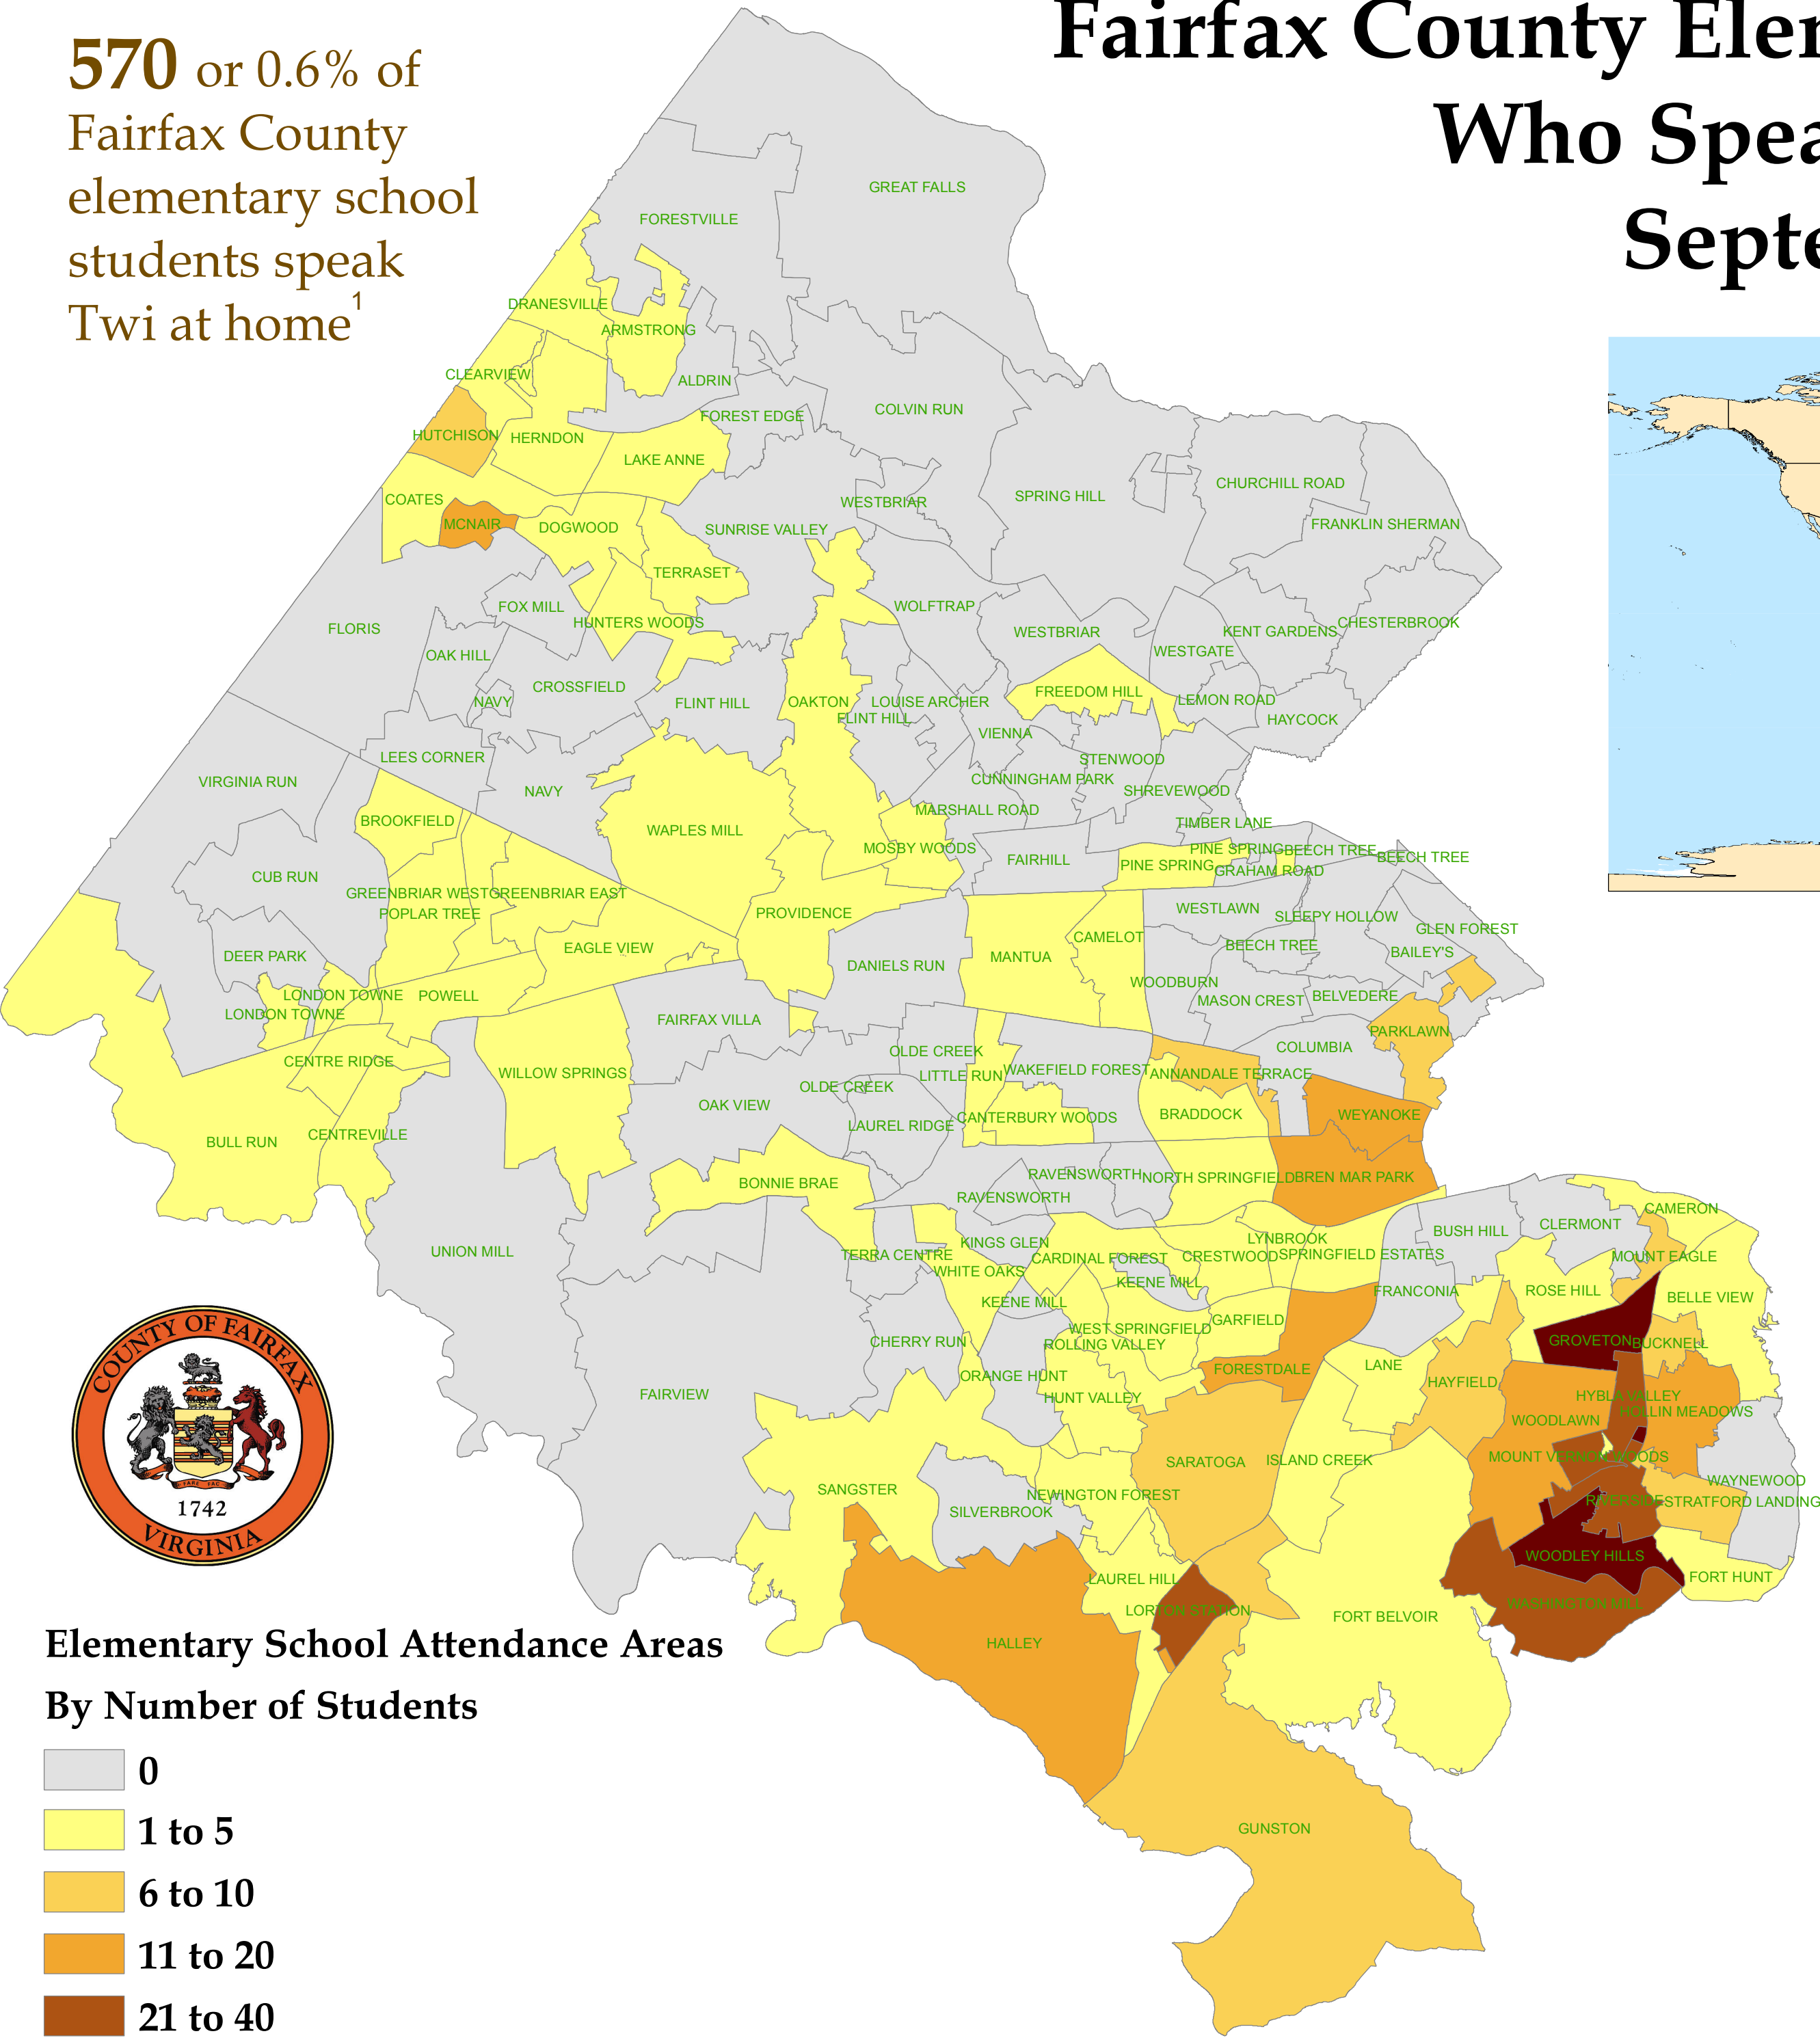 Fairfax County Elem
Who Spea
Septe
570 or 0.6% of
Fairfax County
elementary school
students speak
Twi at home1
GREAT FALLS
FORESTVILLE
DRANESVILLE
ARMSTRONG
CLEARVIEW
ALDRIN
COLVIN RUN
FOREST EDGE
HUTCHISON
HERNDON
LAKE ANNE
COATES
MCNAIR
DOGWOOD
SUNRISE VALLEY
WESTBRIAR
SPRING HILL
CHURCHILL ROAD
FRANKLIN SHERMAN
TERRASET
FOX MILL
HUNTERS WOODS
WOLFTRAP
WESTBRIAR
WESTGATE
KENT GARDENS
CHESTERBROOK
FLORIS
OAK HILL
CROSSFIELD
NAVY
FLINT HILL
OAKTON
LOUISE ARCHER
FLINT HILL
FREEDOM HILL
LEMON ROAD
HAYCOCK
VIENNA
LEES CORNER
STENWOOD
VIRGINIA RUN
NAVY
CUNNINGHAM PARK
SHREVEWOOD
BROOKFIELD
WAPLES MILL
MARSHALL ROAD
TIMBER LANE
MOSBY WOODS
FAIRHILL
PINE SPRING
PINE SPRING
BEECH TREE
BEECH TREE
GRAHAM ROAD
CUB RUN
GREENBRIAR WEST
GREENBRIAR EAST
POPLAR TREE
PROVIDENCE
WESTLAWN
SLEEPY HOLLOW
GLEN FOREST
EAGLE VIEW
CAMELOT
BEECH TREE
BAILEY'S
DEER PARK
DANIELS RUN
MANTUA
WOODBURN
LONDON TOWNE
POWELL
MASON CREST
BELVEDERE
LONDON TOWNE
FAIRFAX VILLA
PARKLAWN
CENTRE RIDGE
WILLOW SPRINGS
OLDE CREEK
COLUMBIA
LITTLE RUN
WAKEFIELD FOREST
ANNANDALE TERRACE
OLDE CREEK
OAK VIEW
CANTERBURY WOODS
BRADDOCK
WEYANOKE
BULL RUN
CENTREVILLE
LAUREL RIDGE
BONNIE BRAE
RAVENSWORTH
RAVENSWORTH
NORTH SPRINGFIELD
BREN MAR PARK
UNION MILL
TERRA CENTRE
KINGS GLEN
WHITE OAKS
CARDINAL FOREST
LYNBROOK
CRESTWOOD
SPRINGFIELD ESTATES
BUSH HILL
CLERMONT
CAMERON
MOUNT EAGLE
KEENE MILL
KEENE MILL
FRANCONIA
ROSE HILL
BELLE VIEW
CHERRY RUN
WEST SPRINGFIELD
GARFIELD
ROLLING VALLEY
GROVETON
BUCKNELL
FAIRVIEW
ORANGE HUNT
HUNT VALLEY
FORESTDALE
LANE
HAYFIELD
HYBLA VALLEY
WOODLAWN
HOLLIN MEADOWS
SANGSTER
SARATOGA
ISLAND CREEK
MOUNT VERNON WOODS
WAYNEWOOD
SILVERBROOK
NEWINGTON FOREST
RIVERSIDE
STRATFORD LANDING
WOODLEY HILLS
FORT HUNT
LAUREL HILL
LORTON STATION
FORT BELVOIR
WASHINGTON MILL
HALLEY
GUNSTON
COUNTY OF FAIRFAX
1742
VIRGINIA
Elementary School Attendance Areas
By Number of Students
0
1 to 5
6 to 10
11 to 20
21 to 40